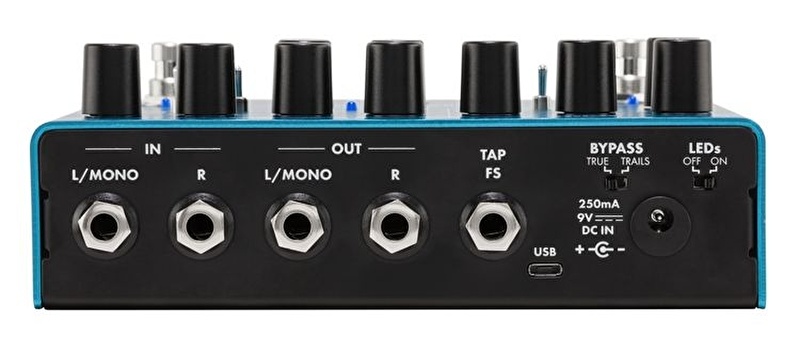 IN
OUT
BYPASS
LEDs
L/MONO
R
L/MONO
R
TAP
FS
TRUE
TRAILS
OFF
ON
250mA
9V
DC IN
+
-
USB